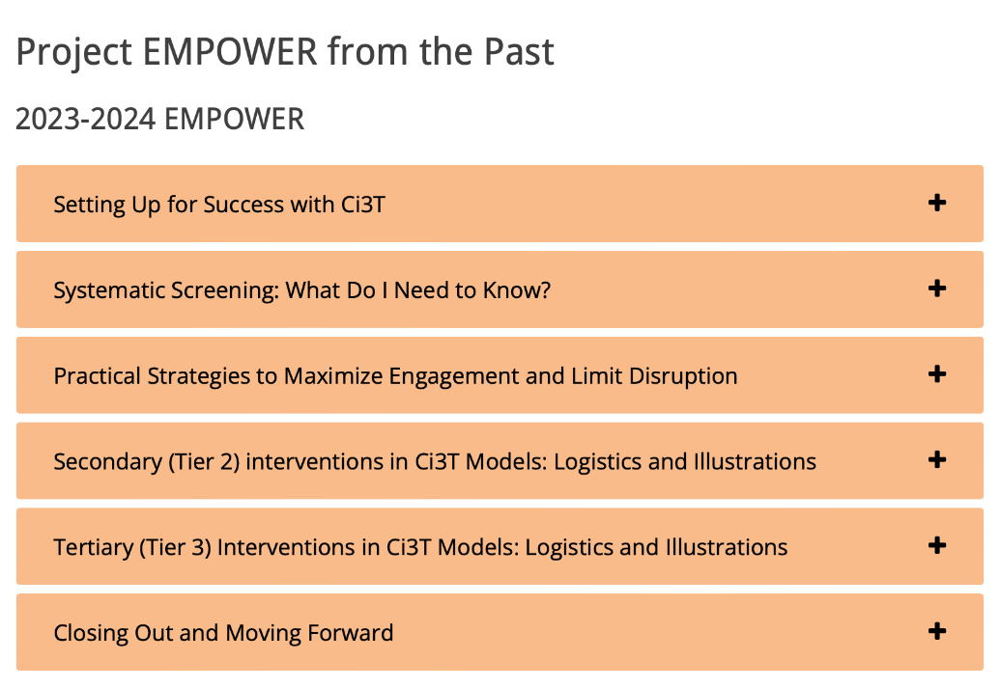 Project EMPOWER from the Past
2023-2024 EMPOWER
Setting Up for Success with Ci3T
Systematic Screening: What Do I Need to Know?
Practical Strategies to Maximize Engagement and Limit Disruption
Secondary (Tier 2) interventions in Ci3T Models: Logistics and Illustrations
Tertiary (Tier 3) Interventions in Ci3T Models: Logistics and Illustrations
Closing Out and Moving Forward